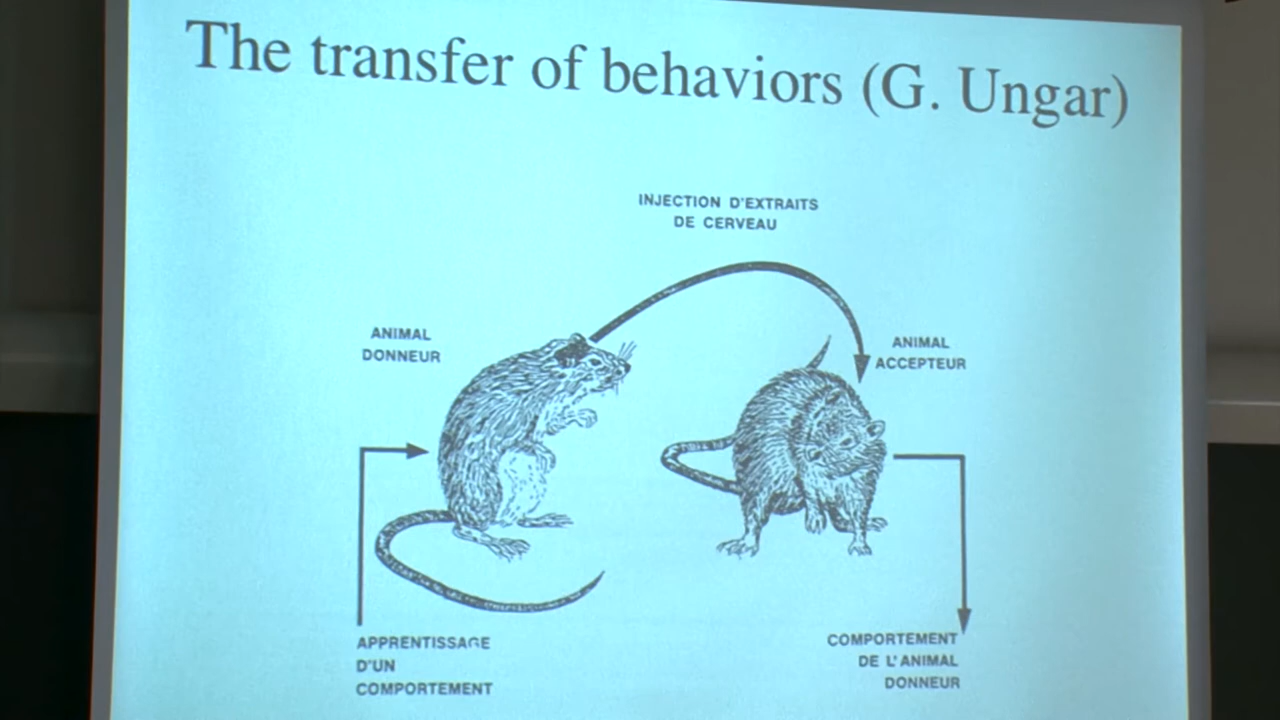 The transfer of behaviors (G. Ungar)
INJECTION D'EXTRAITS
DE CERVEAU
ANIMAL
DONNEUR
ANIMAL
ACCEPTEUR
APPRENTISSAGE
D'UN
COMPORTEMENT
COMPORTEMENT
DE L'ANIMAL
DONNEUR